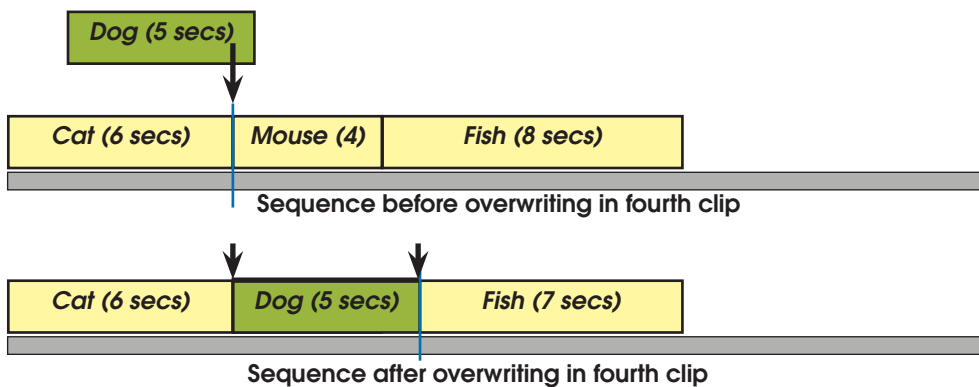 Dog (5 secs)
Cat (6 secs) Mouse (4) Fish (8 secs)
Sequence before overwriting in fourth clip
Cat (6 secs) Dog (5 secs) Fish (7 secs)
Sequence after overwriting in fourth clip